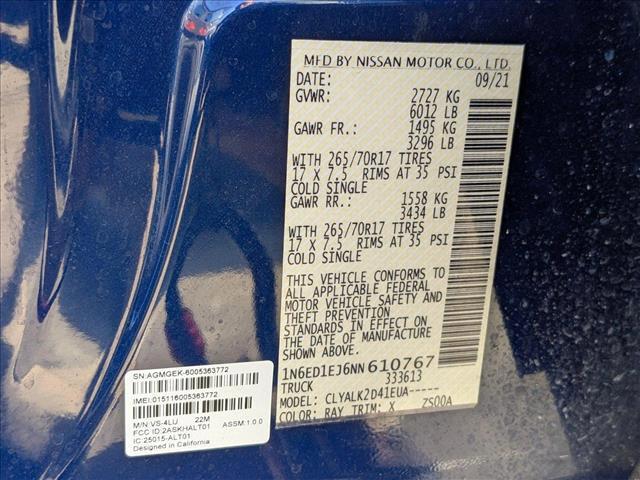 MFD BY NISSAN MOTOR CO., LTD.
DATE: 09/21
GVWR: 2727 KG
6012 LB
GAWR FR.: 1495 KG
3296 LB
WITH 265/70R17 TIRES
17 X 7.5 RIMS AT 35 PSI
COLD SINGLE
GAWR RR.: 1558 KG
3434 LB
WITH 265/70R17 TIRES
17 X 7.5 RIMS AT 35 PSI
COLD SINGLE
THIS VEHICLE CONFORMS TO
ALL APPLICABLE FEDERAL
MOTOR VEHICLE SAFETY AND
THEFT PREVENTION
STANDARDS IN EFFECT ON
THE DATE OF MANUFACTURE
SHOWN ABOVE.
1N6ED1EJ6NN610767
TRUCK 333613
MODEL: CLYALK2D41EUA-----
COLOR: RAY TRIM: X ZS00A
SN:AGMGEK-6005363772
IMEI:015116005363772
M/N:VS-4LU 22M
FCC ID:2ASKHALT01 ASSM:1.0.0
IC:25015-ALT01
Designed in California